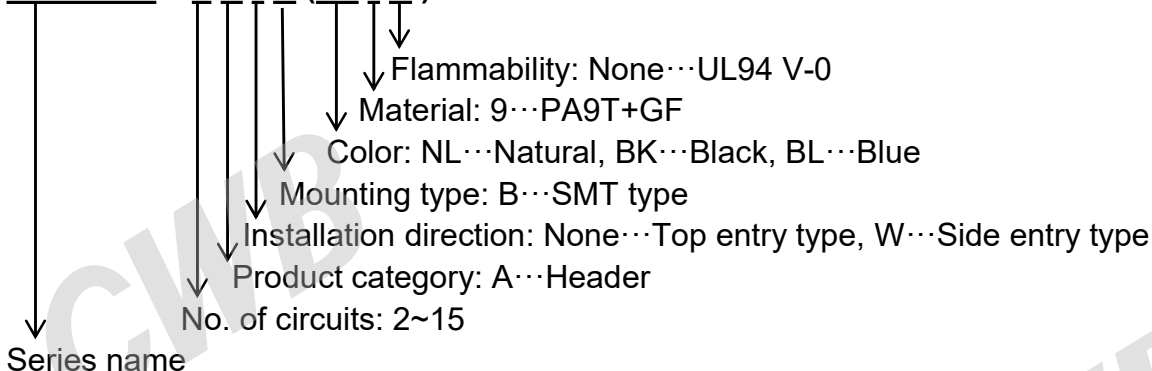 Flammability: None···UL94 V-0
Material: 9···PA9T+GF
Color: NL···Natural, BK···Black, BL···Blue
Mounting type: B···SMT type
Installation direction: None···Top entry type, W···Side entry type
Product category: A···Header
No. of circuits: 2~15
Series name
CWB